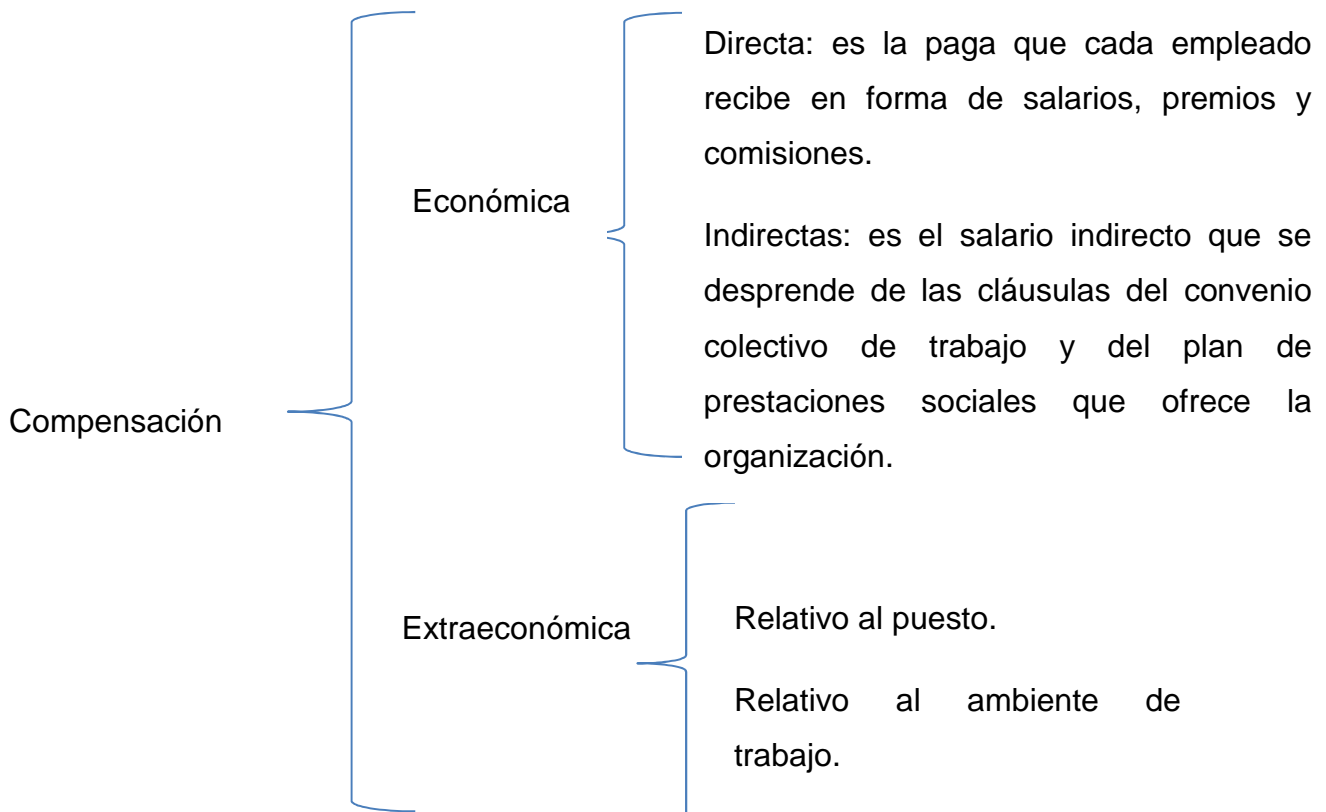 Compensación
Económica
Directa: es la paga que cada empleado
recibe en forma de salarios, premios y
comisiones.
Indirectas: es el salario indirecto que se
desprende de las cláusulas del convenio
colectivo de trabajo y del plan de
prestaciones sociales que ofrece la
organización.
Extraeconómica
Relativo al puesto.
Relativo al ambiente de
trabajo.